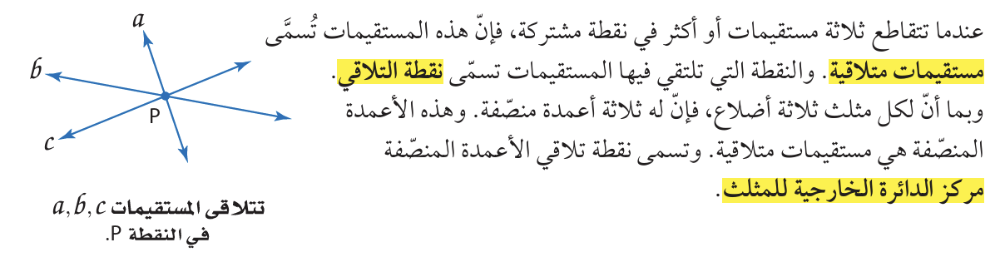 عندما تتقاطع ثلاثة مستقيمات أو أكثر في نقطة مشتركة، فإنّ هذه المستقيمات تُسمَّى
مستقيمات متلاقية. والنقطة التي تلتقي فيها المستقيمات تسمّى نقطة التلاقي.
وبما أنّ لكل مثلث ثلاثة أضلاع، فإنّ له ثلاثة أعمدة منصّفة. وهذه الأعمدة
المنصّفة هي مستقيمات متلاقية. وتسمى نقطة تلاقي الأعمدة المنصّفة
مركز الدائرة الخارجية للمثلث.
a
b
P
c
تتلاقى المستقيمات a, b, c
في النقطة P.